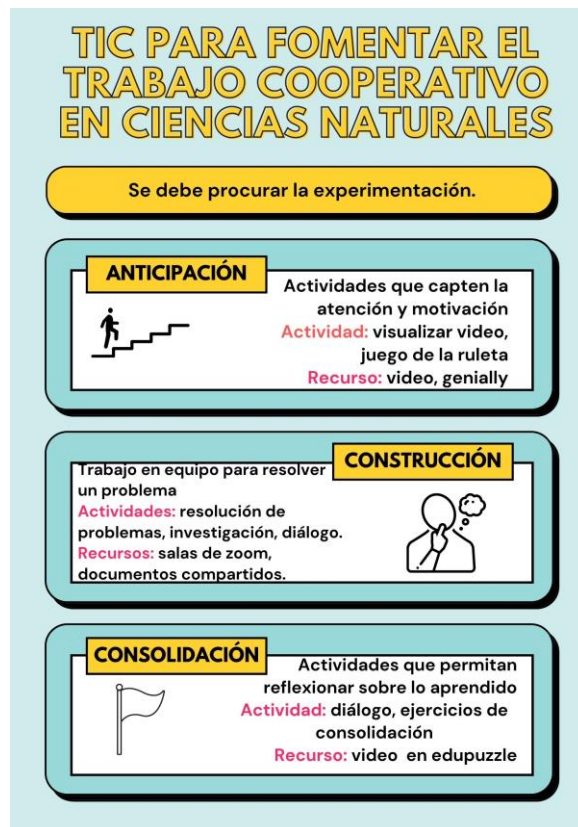 TIC PARA FOMENTAR EL
TRABAJO COOPERATIVO
EN CIENCIAS NATURALES
Se debe procurar la experimentación.
ANTICIPACIÓN
Actividades que capten la
atención y motivación
Actividad: visualizar video,
juego de la ruleta
Recurso: video, genially
CONSTRUCCIÓN
Trabajo en equipo para resolver
un problema
Actividades: resolución de
problemas, investigación, diálogo.
Recursos: salas de zoom,
documentos compartidos.
CONSOLIDACIÓN
Actividades que permitan
reflexionar sobre lo aprendido
Actividad: diálogo, ejercicios de
consolidación
Recurso: video en edupuzzle